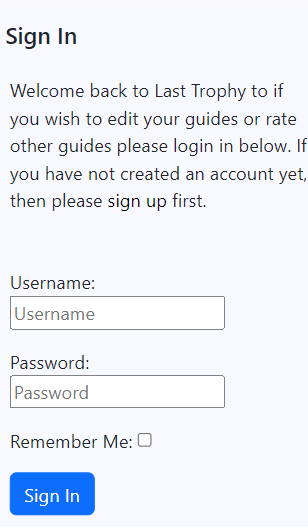 Sign In
Welcome back to Last Trophy to if
you wish to edit your guides or rate
other guides please login in below. If
you have not created an account yet,
then please sign up first.
Username:
Username
Password:
Password
Remember Me:
Sign In